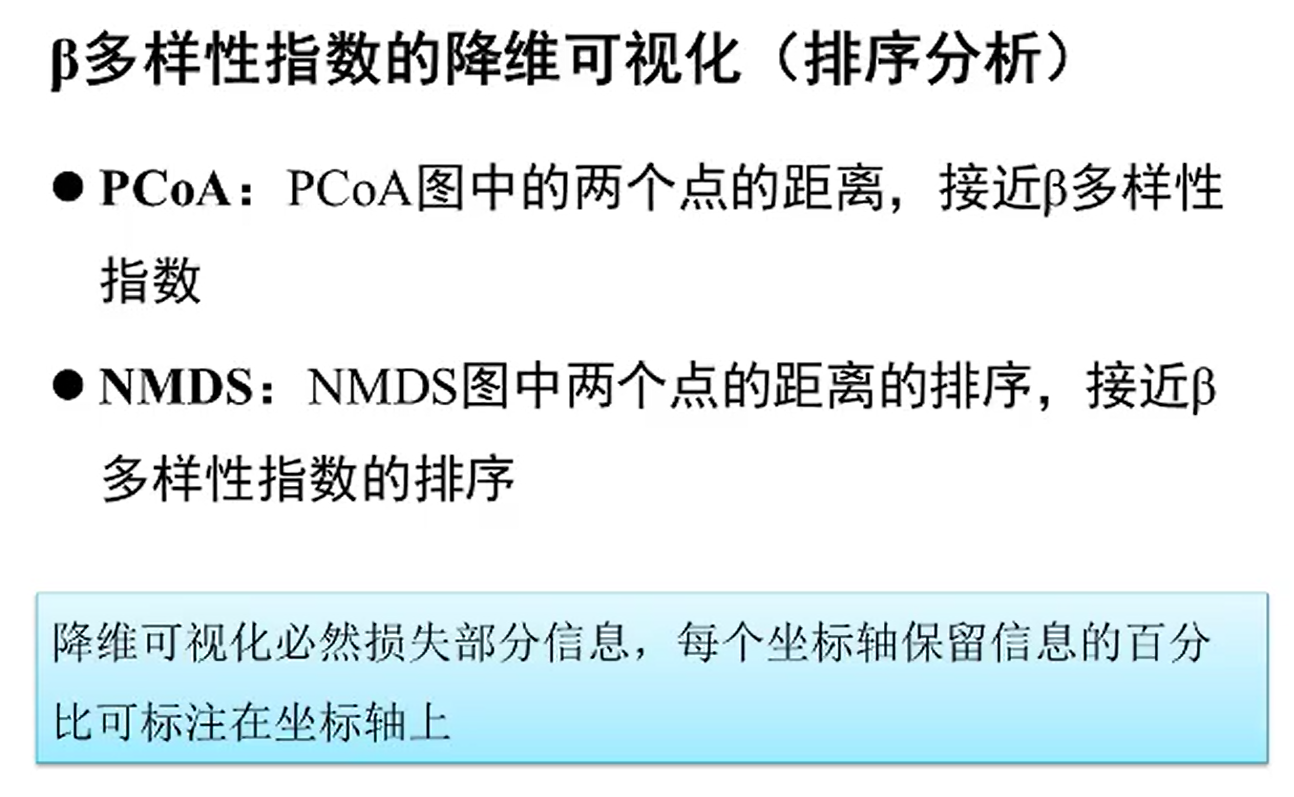 β多样性指数的降维可视化（排序分析）
● PCoA：PCoA图中的两个点的距离，接近β多样性
指数
● NMDS：NMDS图中两个点的距离的排序，接近β
多样性指数的排序
降维可视化必然损失部分信息，每个坐标轴保留信息的百分
比可标注在坐标轴上